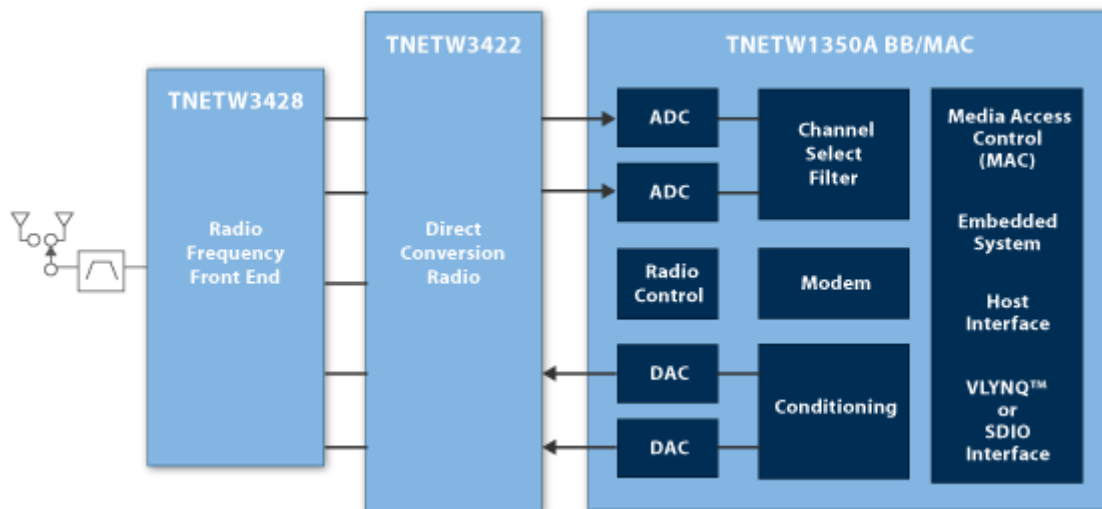 TNETW3428
Radio
Frequency
Front End
TNETW3422
Direct
Conversion
Radio
TNETW1350A BB/MAC
ADC
ADC
Channel
Select
Filter
Radio
Control
Modem
DAC
DAC
Conditioning
Media Access
Control
(MAC)
Embedded
System
Host
Interface
VLYNQ™
or
SDIO
Interface